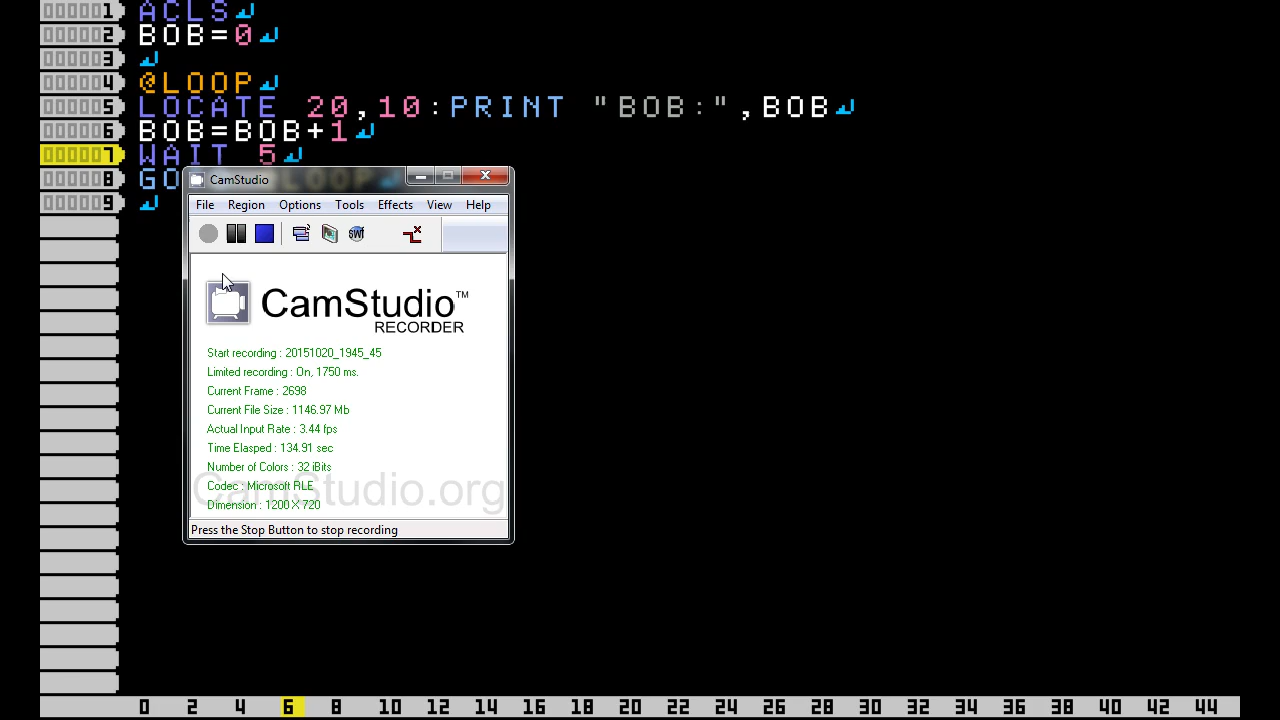 000001 ACLS
000002 BOB=0
000003
000004 @LOOP
000005 LOCATE 20,10:PRINT "BOB:",BOB
000006 BOB=BOB+1
000007 WAIT 5
000008 GO LOOP
000009
CamStudio
File Region Options Tools Effects View Help
SWf
CamStudio™
RECORDER
Start recording : 20151020_1945_45
Limited recording : On, 1750 ms.
Current Frame : 2698
Current File Size : 1146.97 Mb
Actual Input Rate : 3.44 fps
Time Elasped : 134.91 sec
Number of Colors : 32 iBits
Codec : Microsoft RLE
CamStudio.org
Dimension : 1200 X 720
Press the Stop Button to stop recording
0 2 4 6 8 10 12 14 16 18 20 22 24 26 28 30 32 34 36 38 40 42 44